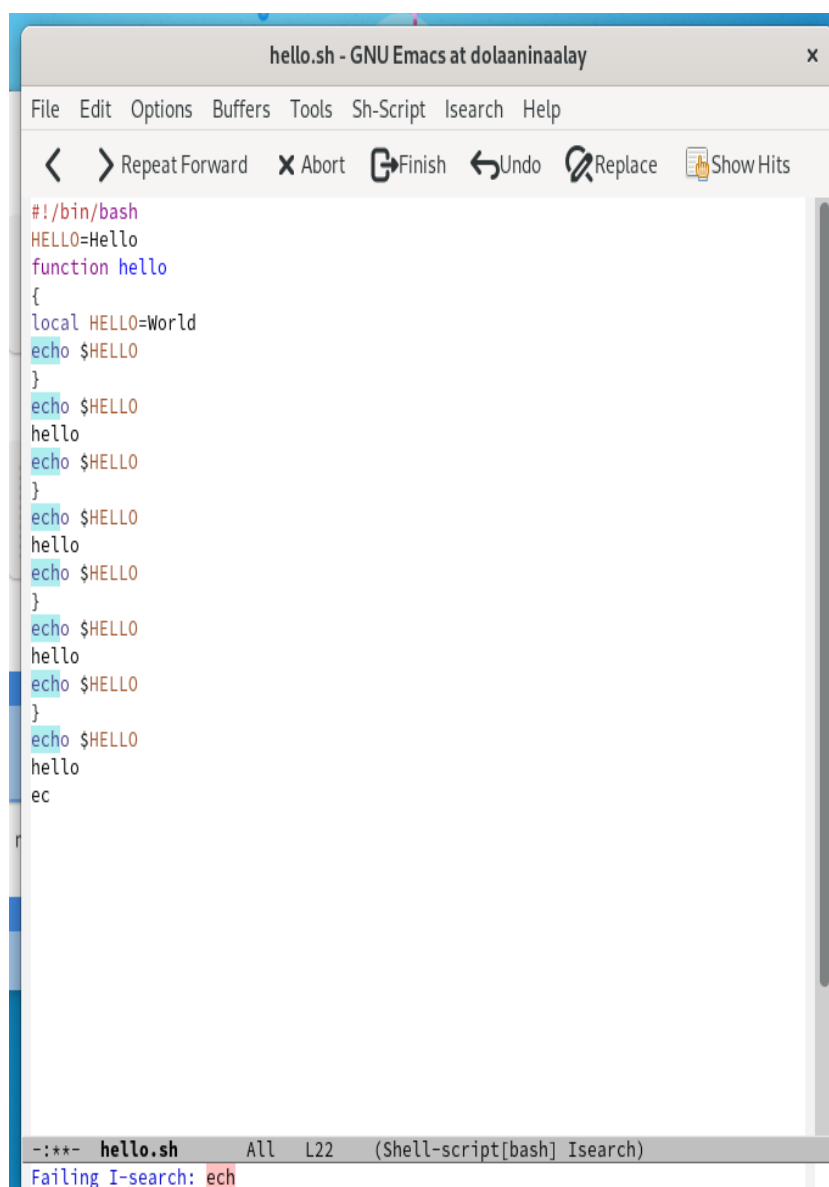 hello.sh - GNU Emacs at dolaaninaalay x
File Edit Options Buffers Tools Sh-Script Isearch Help
Repeat Forward Abort Finish Undo Replace Show Hits
#!/bin/bash
HELLO=Hello
function hello
{
local HELLO=World
echo $HELLO
}
echo $HELLO
hello
echo $HELLO
}
echo $HELLO
hello
echo $HELLO
}
echo $HELLO
hello
echo $HELLO
}
echo $HELLO
hello
ec
-:**- hello.sh All L22 (Shell-script[bash] Isearch)
Failing I-search: ech